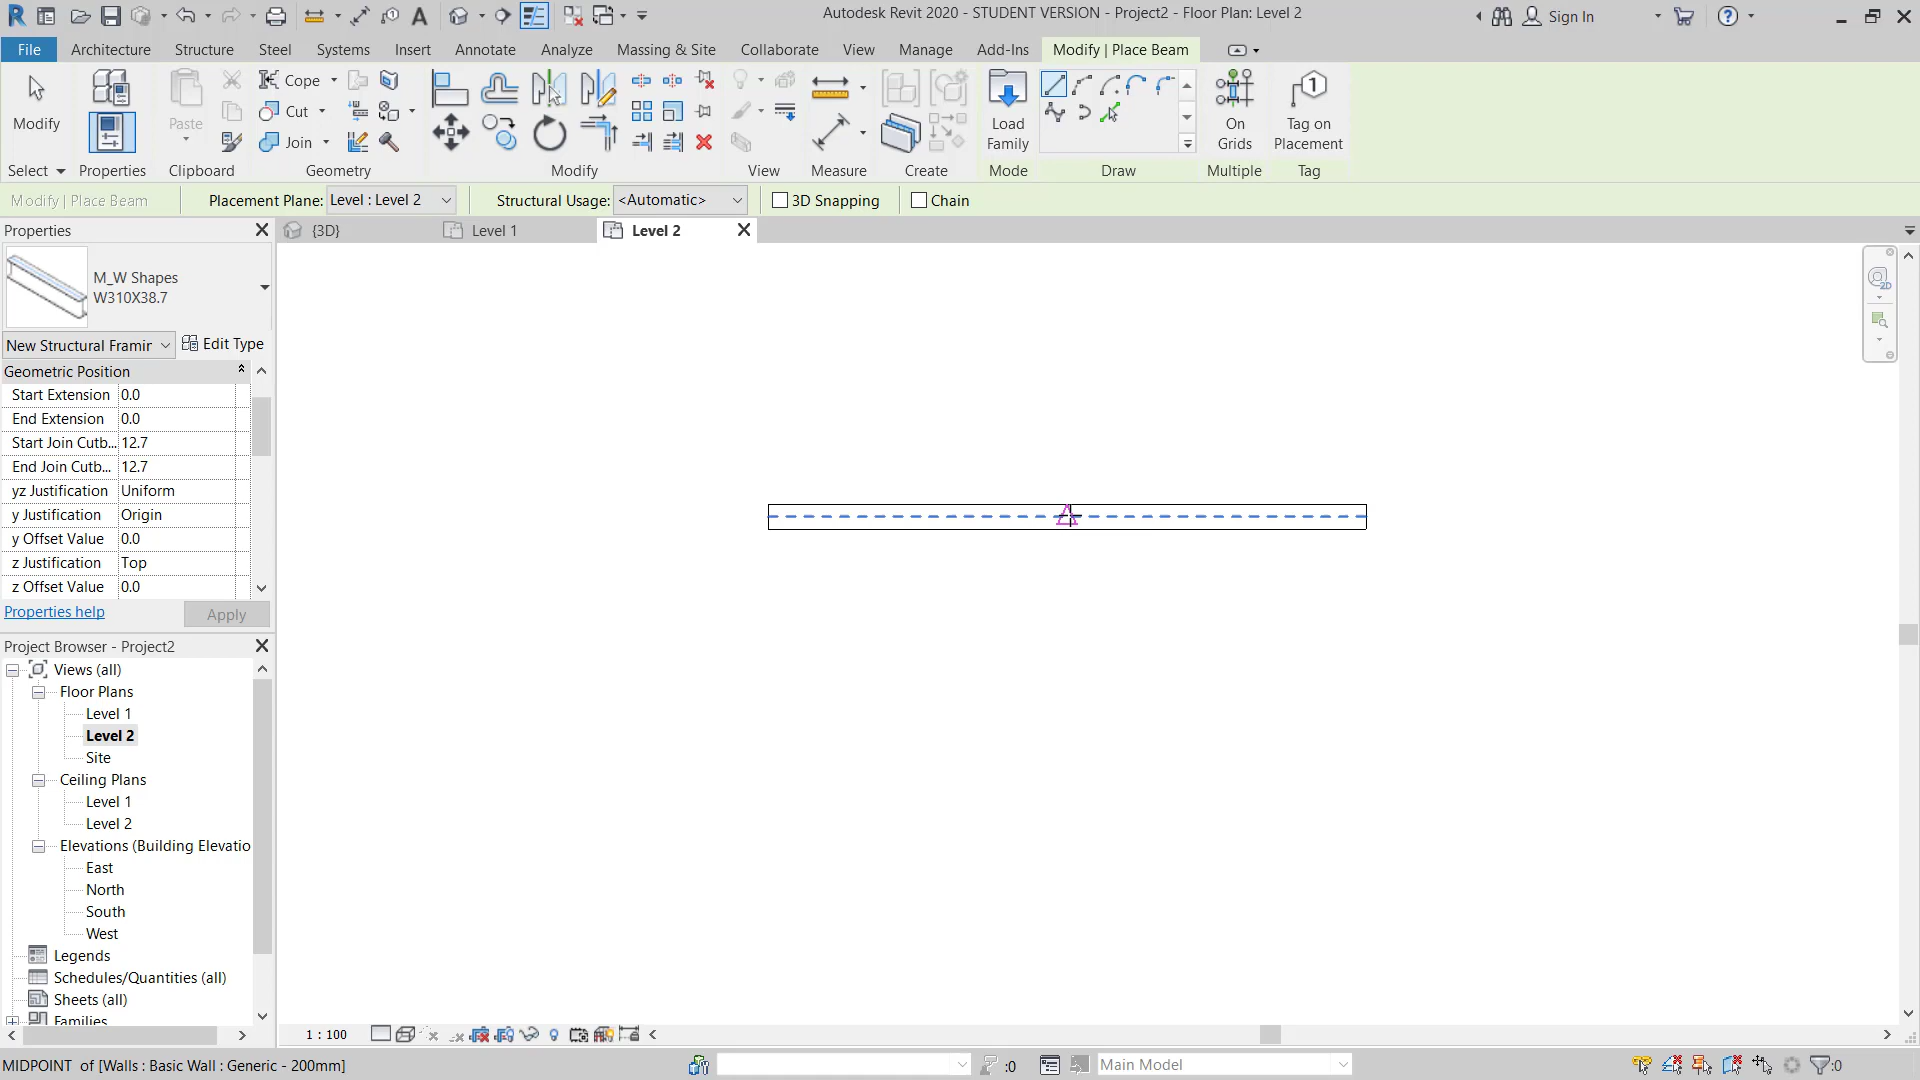 Autodesk Revit 2020 - STUDENT VERSION - Project2 - Floor Plan: Level 2
Sign In
File Architecture Structure Steel Systems Insert Annotate Analyze Massing & Site Collaborate View Manage Add-Ins Modify | Place Beam
Modify
Paste
Cope
Cut
Join
Load
Family
On
Grids
Tag on
Placement
Select Properties Clipboard Geometry Modify View Measure Create Mode Draw Multiple Tag
Modify | Place Beam Placement Plane: Level : Level 2 Structural Usage: <Automatic> 3D Snapping Chain
Properties
{3D} Level 1 Level 2
M_W Shapes
W310X38.7
New Structural Framir Edit Type
Geometric Position
Start Extension 0.0
End Extension 0.0
Start Join Cutb... 12.7
End Join Cutb... 12.7
yz Justification Uniform
y Justification Origin
y Offset Value 0.0
z Justification Top
z Offset Value 0.0
Properties help Apply
Project Browser - Project2
Views (all)
Floor Plans
Level 1
Level 2
Site
Ceiling Plans
Level 1
Level 2
Elevations (Building Elevatio
East
North
South
West
Legends
Schedules/Quantities (all)
Sheets (all)
Families
1 : 100
MIDPOINT of [Walls : Basic Wall : Generic - 200mm] :0 Main Model :0